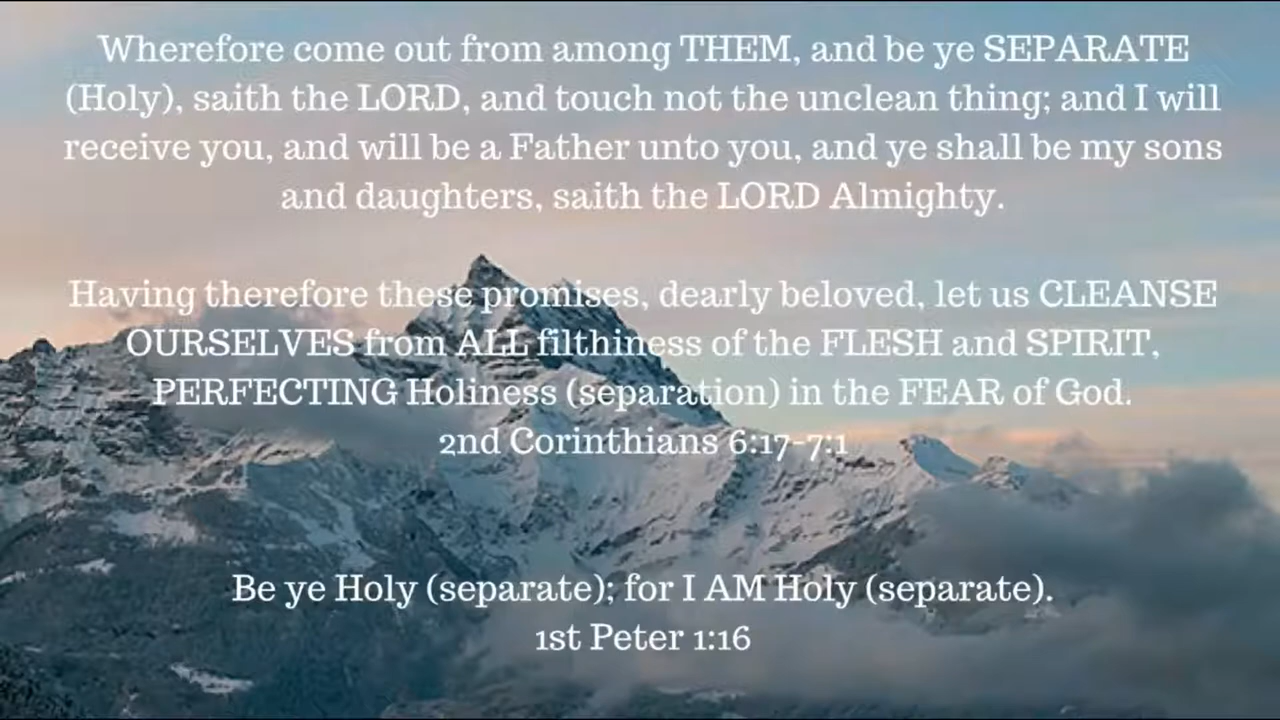 Wherefore come out from among THEM, and be ye SEPARATE
(Holy), saith the LORD, and touch not the unclean thing; and I will
receive you, and will be a Father unto you, and ye shall be my sons
and daughters, saith the LORD Almighty.
Having therefore these promises, dearly beloved, let us CLEANSE
OURSELVES from ALL filthiness of the FLESH and SPIRIT,
PERFECTING Holiness (separation) in the FEAR of God.
2nd Corinthians 6:17-7:1
Be ye Holy (separate); for I AM Holy (separate).
1st Peter 1:16